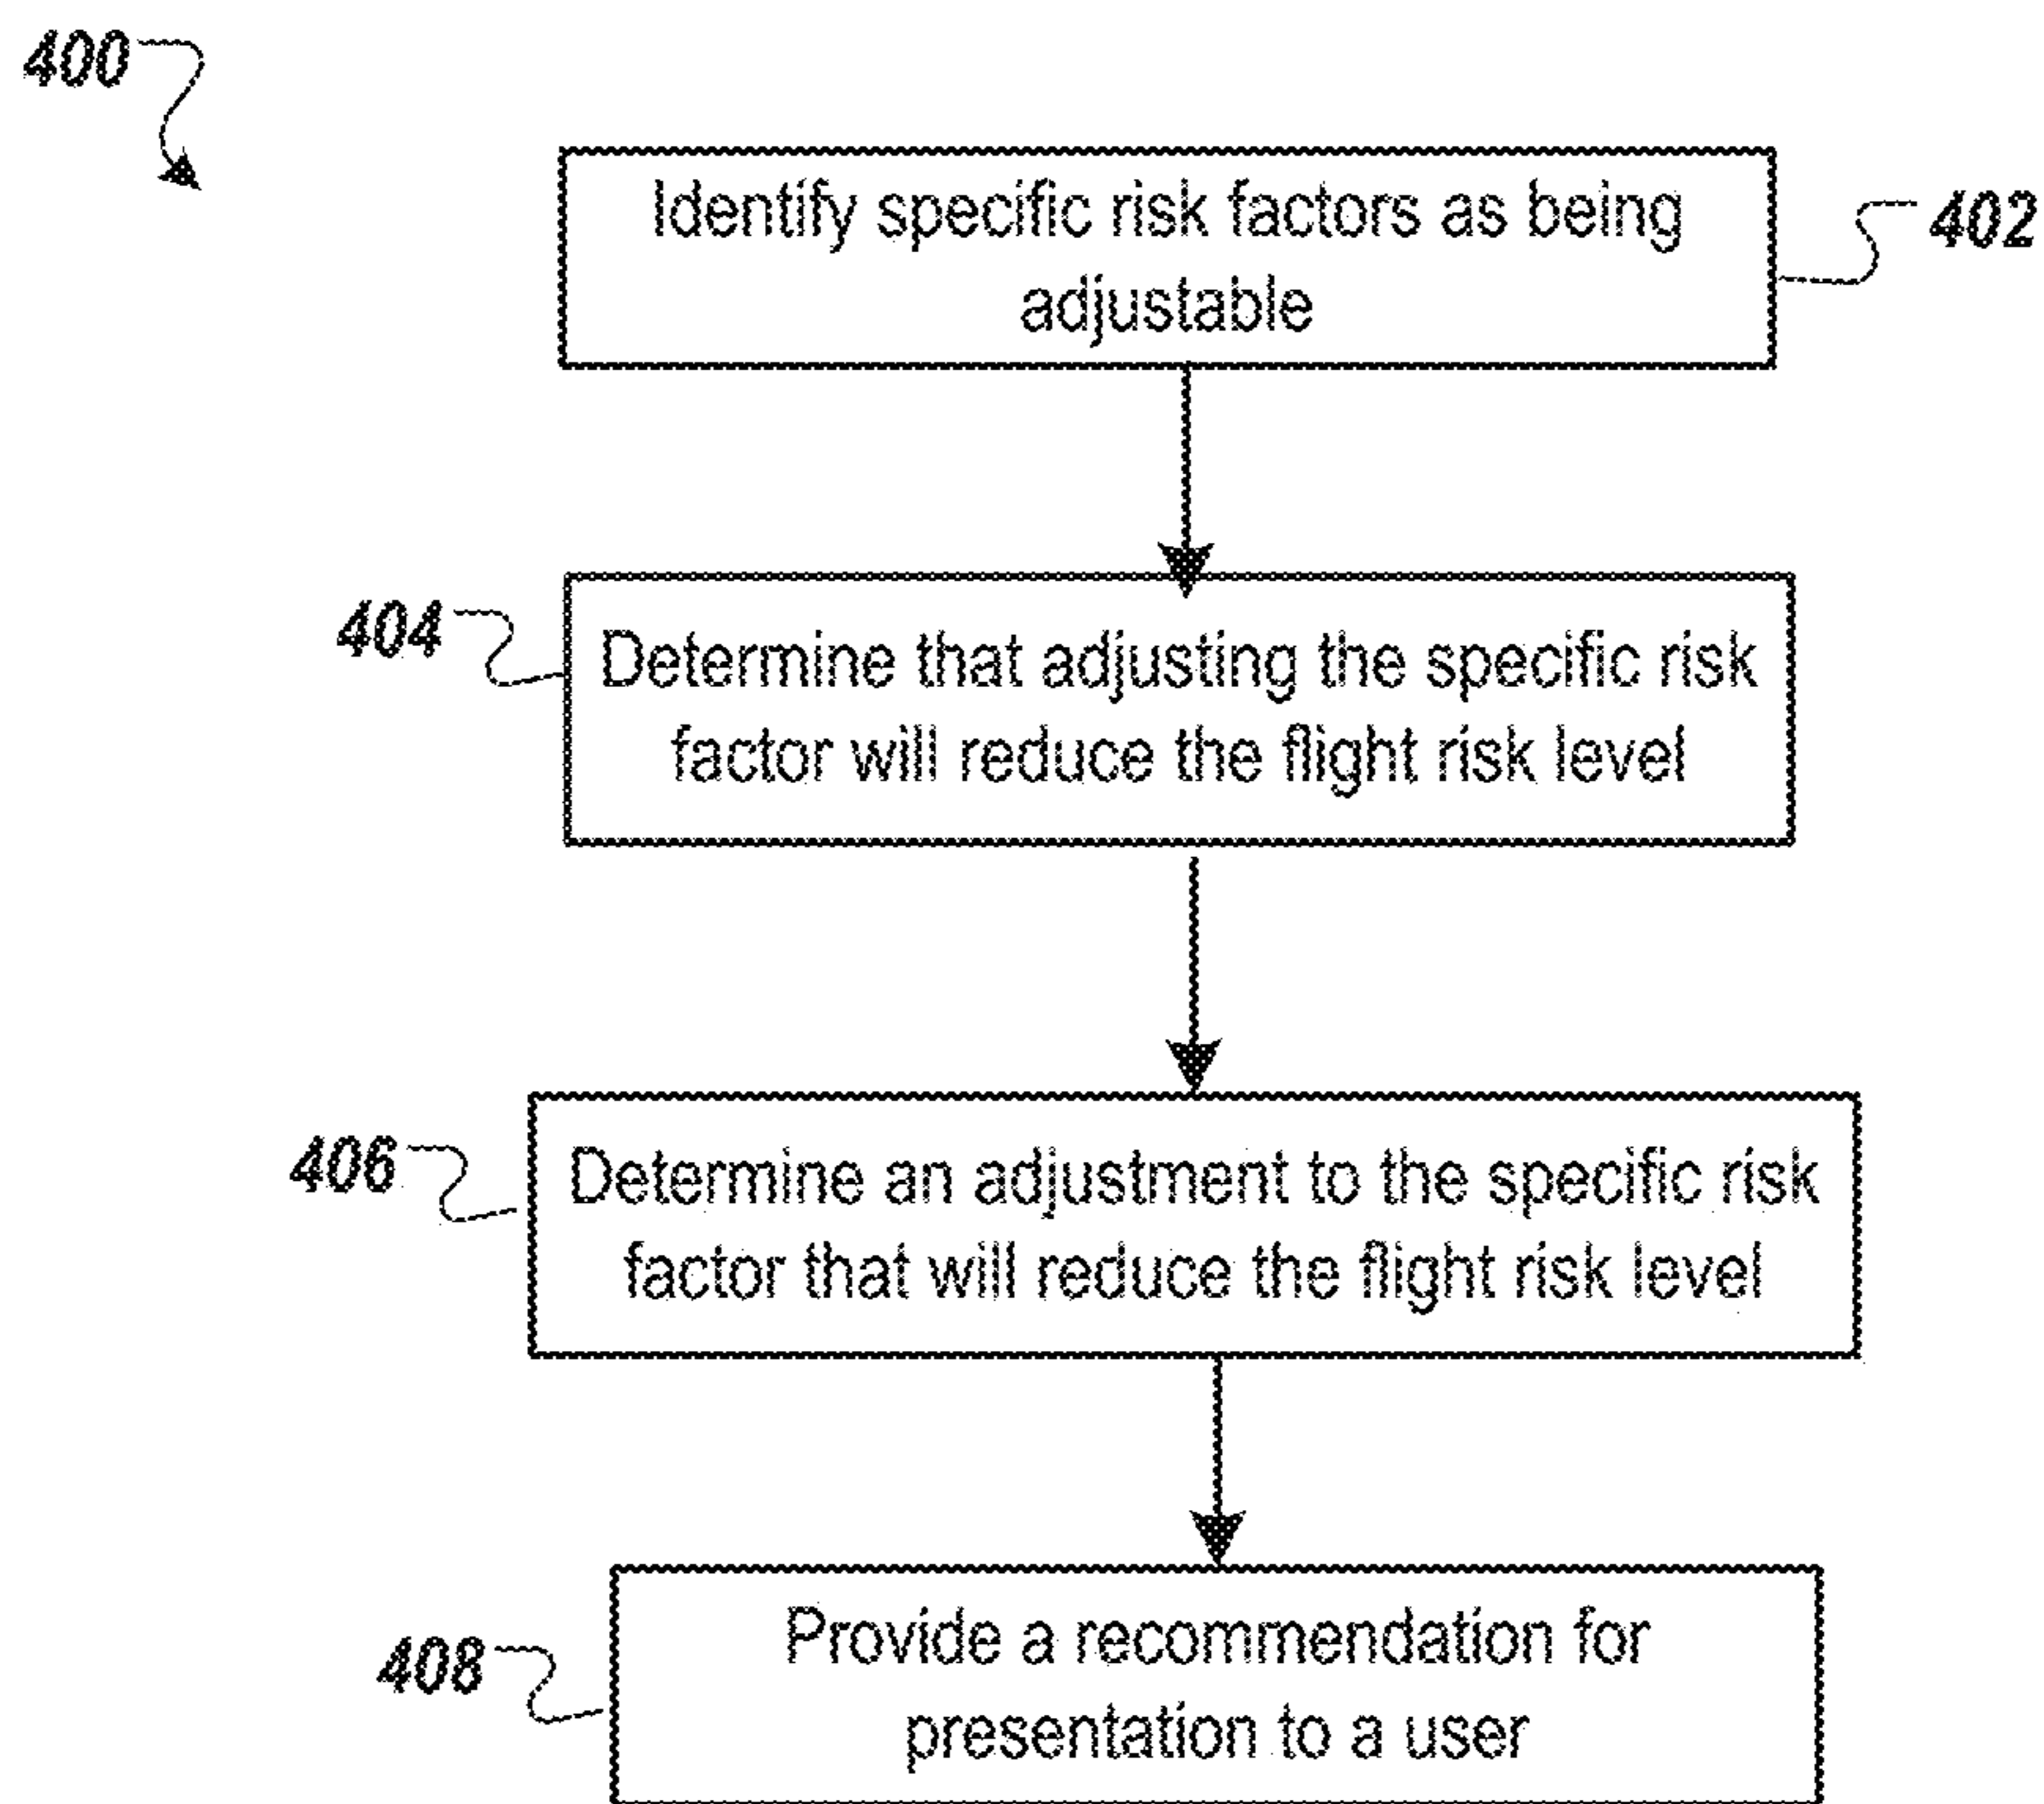 400
Identify specific risk factors as being
adjustable
402
404
Determine that adjusting the specific risk
factor will reduce the flight risk level
406
Determine an adjustment to the specific risk
factor that will reduce the flight risk level
408
Provide a recommendation for
presentation to a user